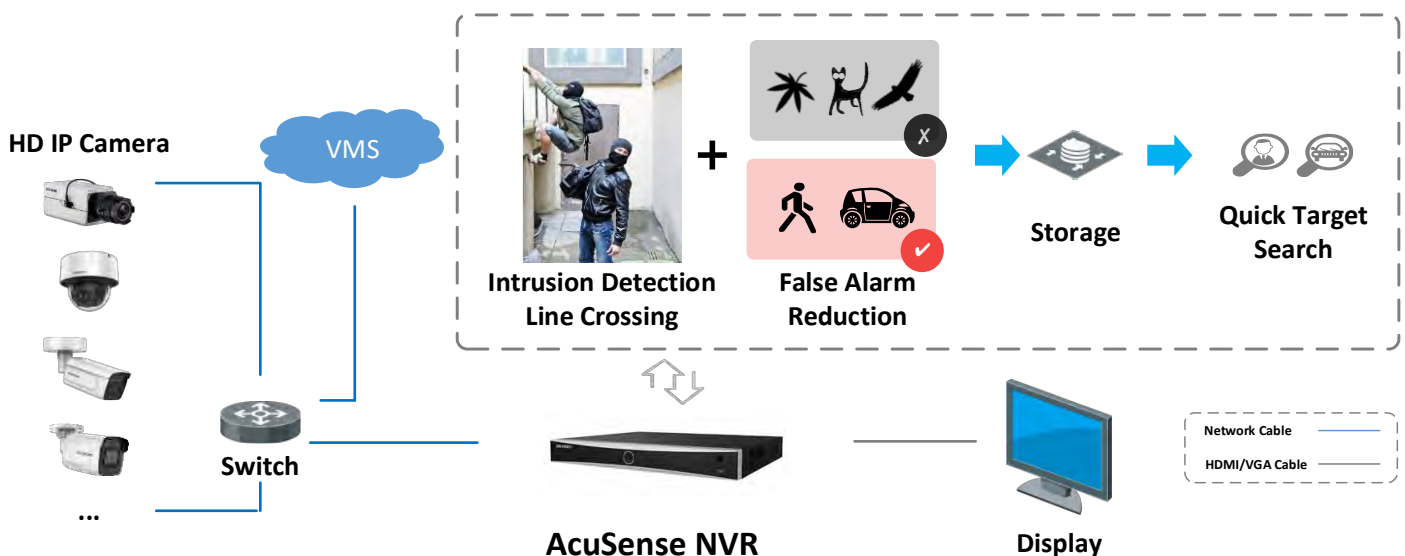 HD IP Camera
VMS
Intrusion Detection
Line Crossing
+
False Alarm
Reduction
Storage
Quick Target
Search
Switch
...
AcuSense NVR
Display
Network Cable
HDMI/VGA Cable